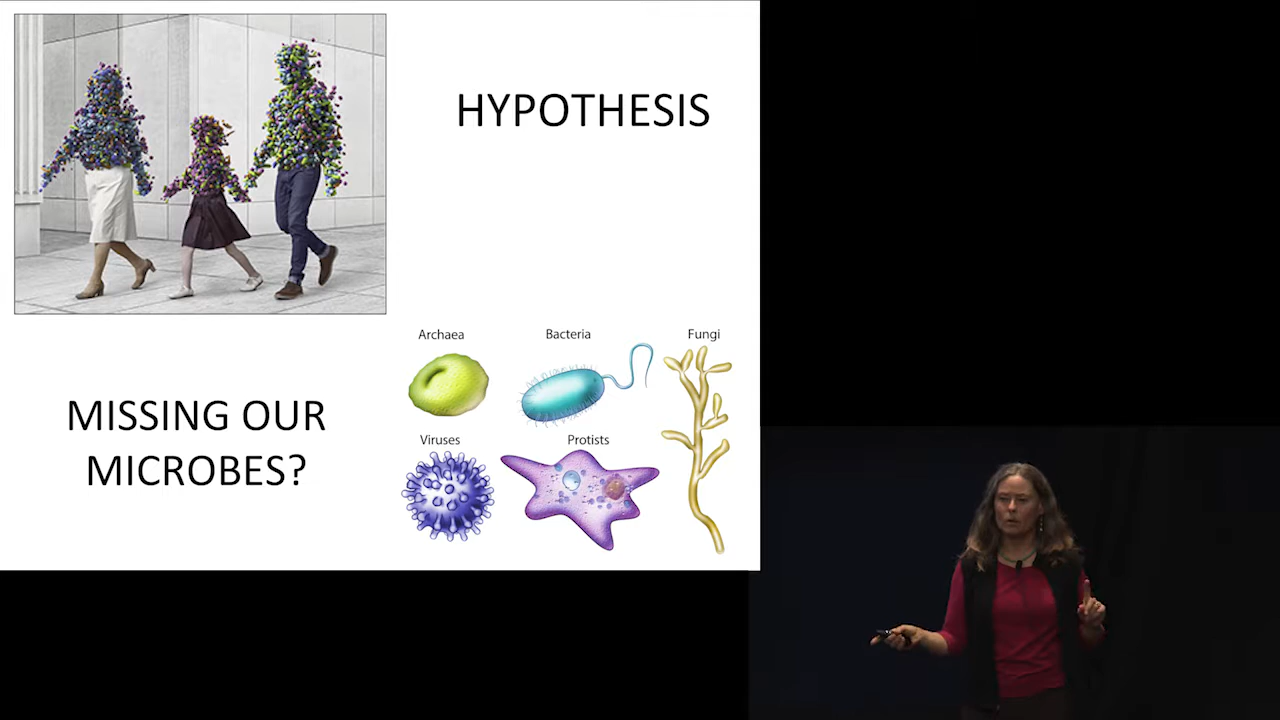 HYPOTHESIS
Archaea
Bacteria
Fungi
Viruses
Protists
MISSING OUR
MICROBES?